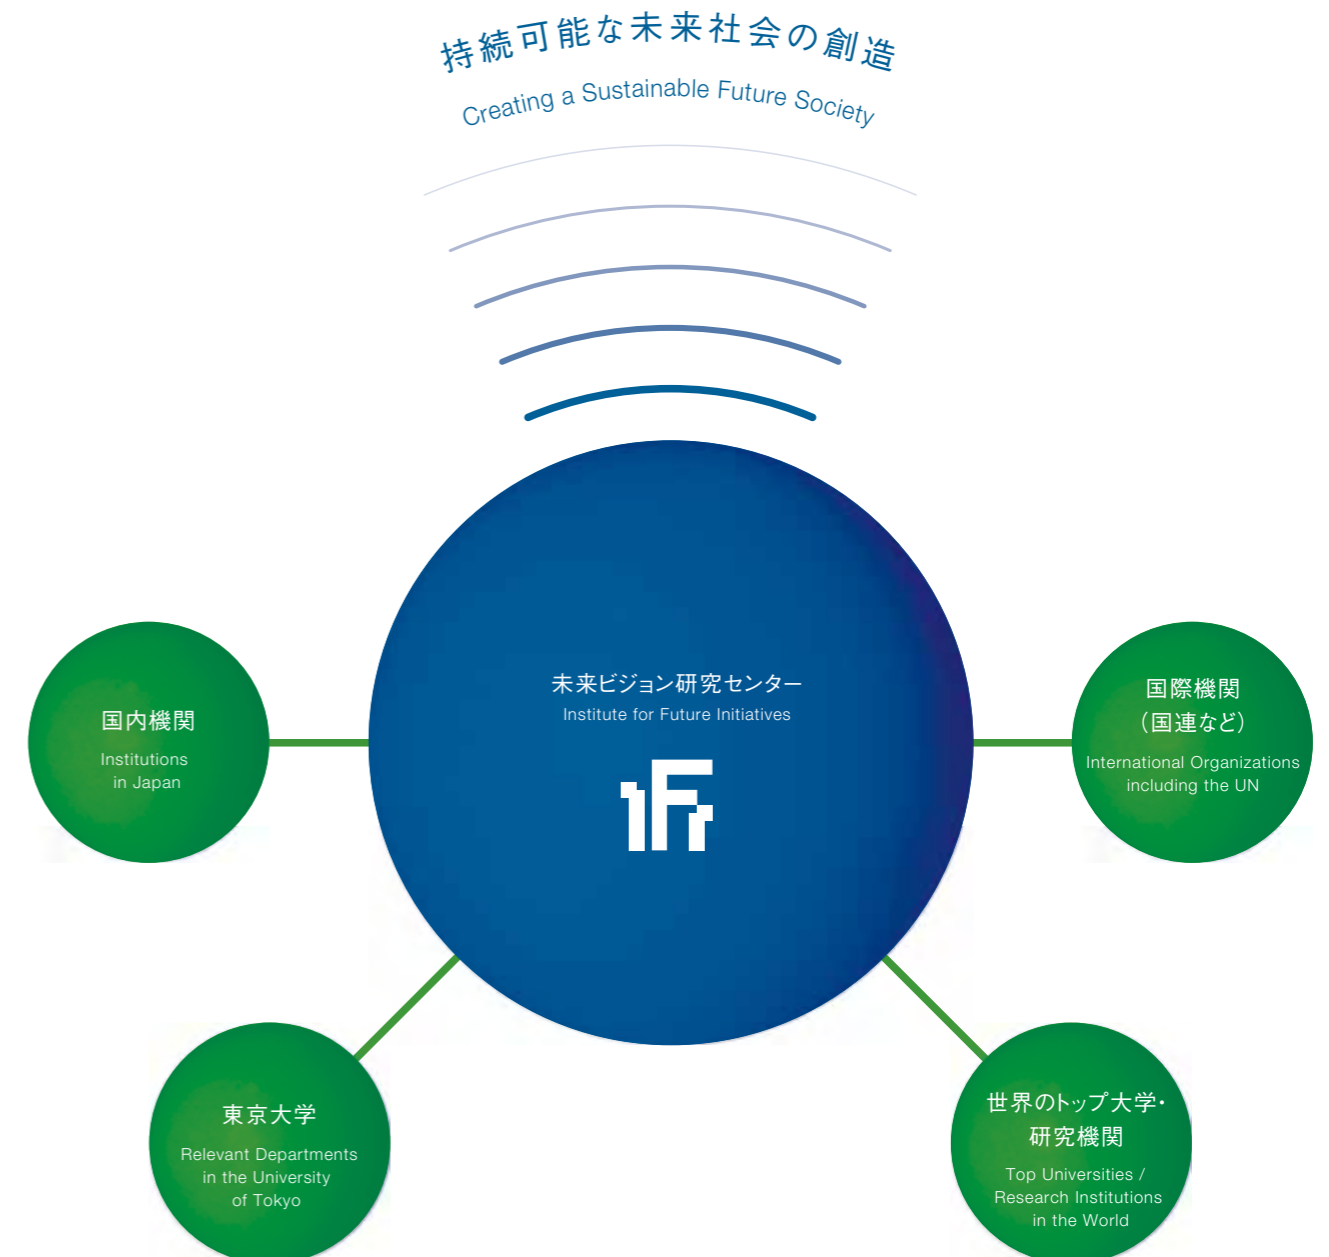 持続可能な未来社会の創造
Creating a Sustainable Future Society
未来ビジョン研究センター
Institute for Future Initiatives
iFi
国内機関
Institutions
in Japan
国際機関
（国連など）
International Organizations
including the UN
東京大学
Relevant Departments
in the University
of Tokyo
世界のトップ大学・
研究機関
Top Universities /
Research Institutions
in the World